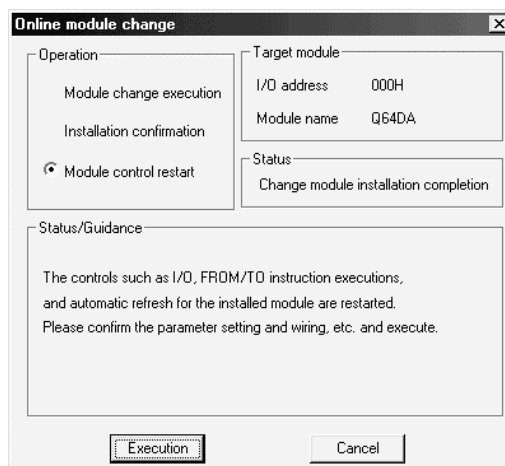 Online module change
Operation
Module change execution
Installation confirmation
Module control restart
Target module
I/O address 000H
Module name Q64DA
Status
Change module installation completion
Status/Guidance
The controls such as I/O, FROM/TO instruction executions,
and automatic refresh for the installed module are restarted.
Please confirm the parameter setting and wiring, etc. and execute.
Execution
Cancel